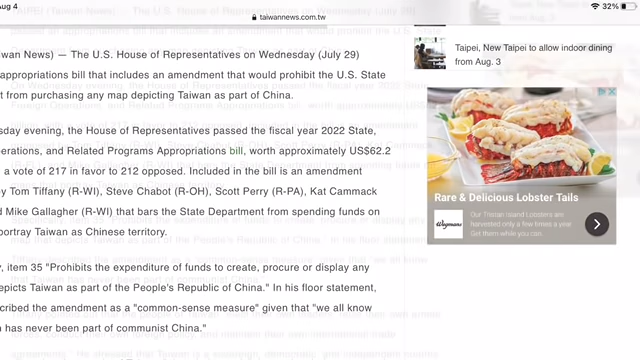 Aug 4
taiwannews.com.tw
32%
wan News) — The U.S. House of Representatives on Wednesday (July 29)
appropriations bill that includes an amendment that would prohibit the U.S. State
t from purchasing any map depicting Taiwan as part of China.
sday evening, the House of Representatives passed the fiscal year 2022 State,
erations, and Related Programs Appropriations bill, worth approximately US$62.2
a vote of 217 in favor to 212 opposed. Included in the bill is an amendment
y Tom Tiffany (R-WI), Steve Chabot (R-OH), Scott Perry (R-PA), Kat Cammack
d Mike Gallagher (R-WI) that bars the State Department from spending funds on
portray Taiwan as Chinese territory.
y, item 35 "Prohibits the expenditure of funds to create, procure or display any
epicts Taiwan as part of the People's Republic of China." In his floor statement,
cribed the amendment as a "common-sense measure" given that "we all know
n has never been part of communist China."
Taipei, New Taipei to allow indoor dining
from Aug. 3
Rare & Delicious Lobster Tails
Wegmans
Our Tristan Island Lobsters are
harvested only a few times a year.
Get them while you can.